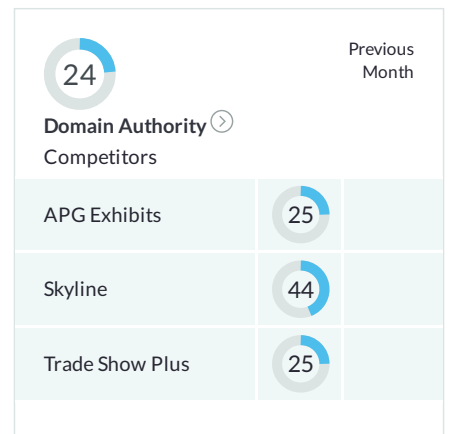 24
Previous
Month
Domain Authority
Competitors
APG Exhibits 25
Skyline 44
Trade Show Plus 25